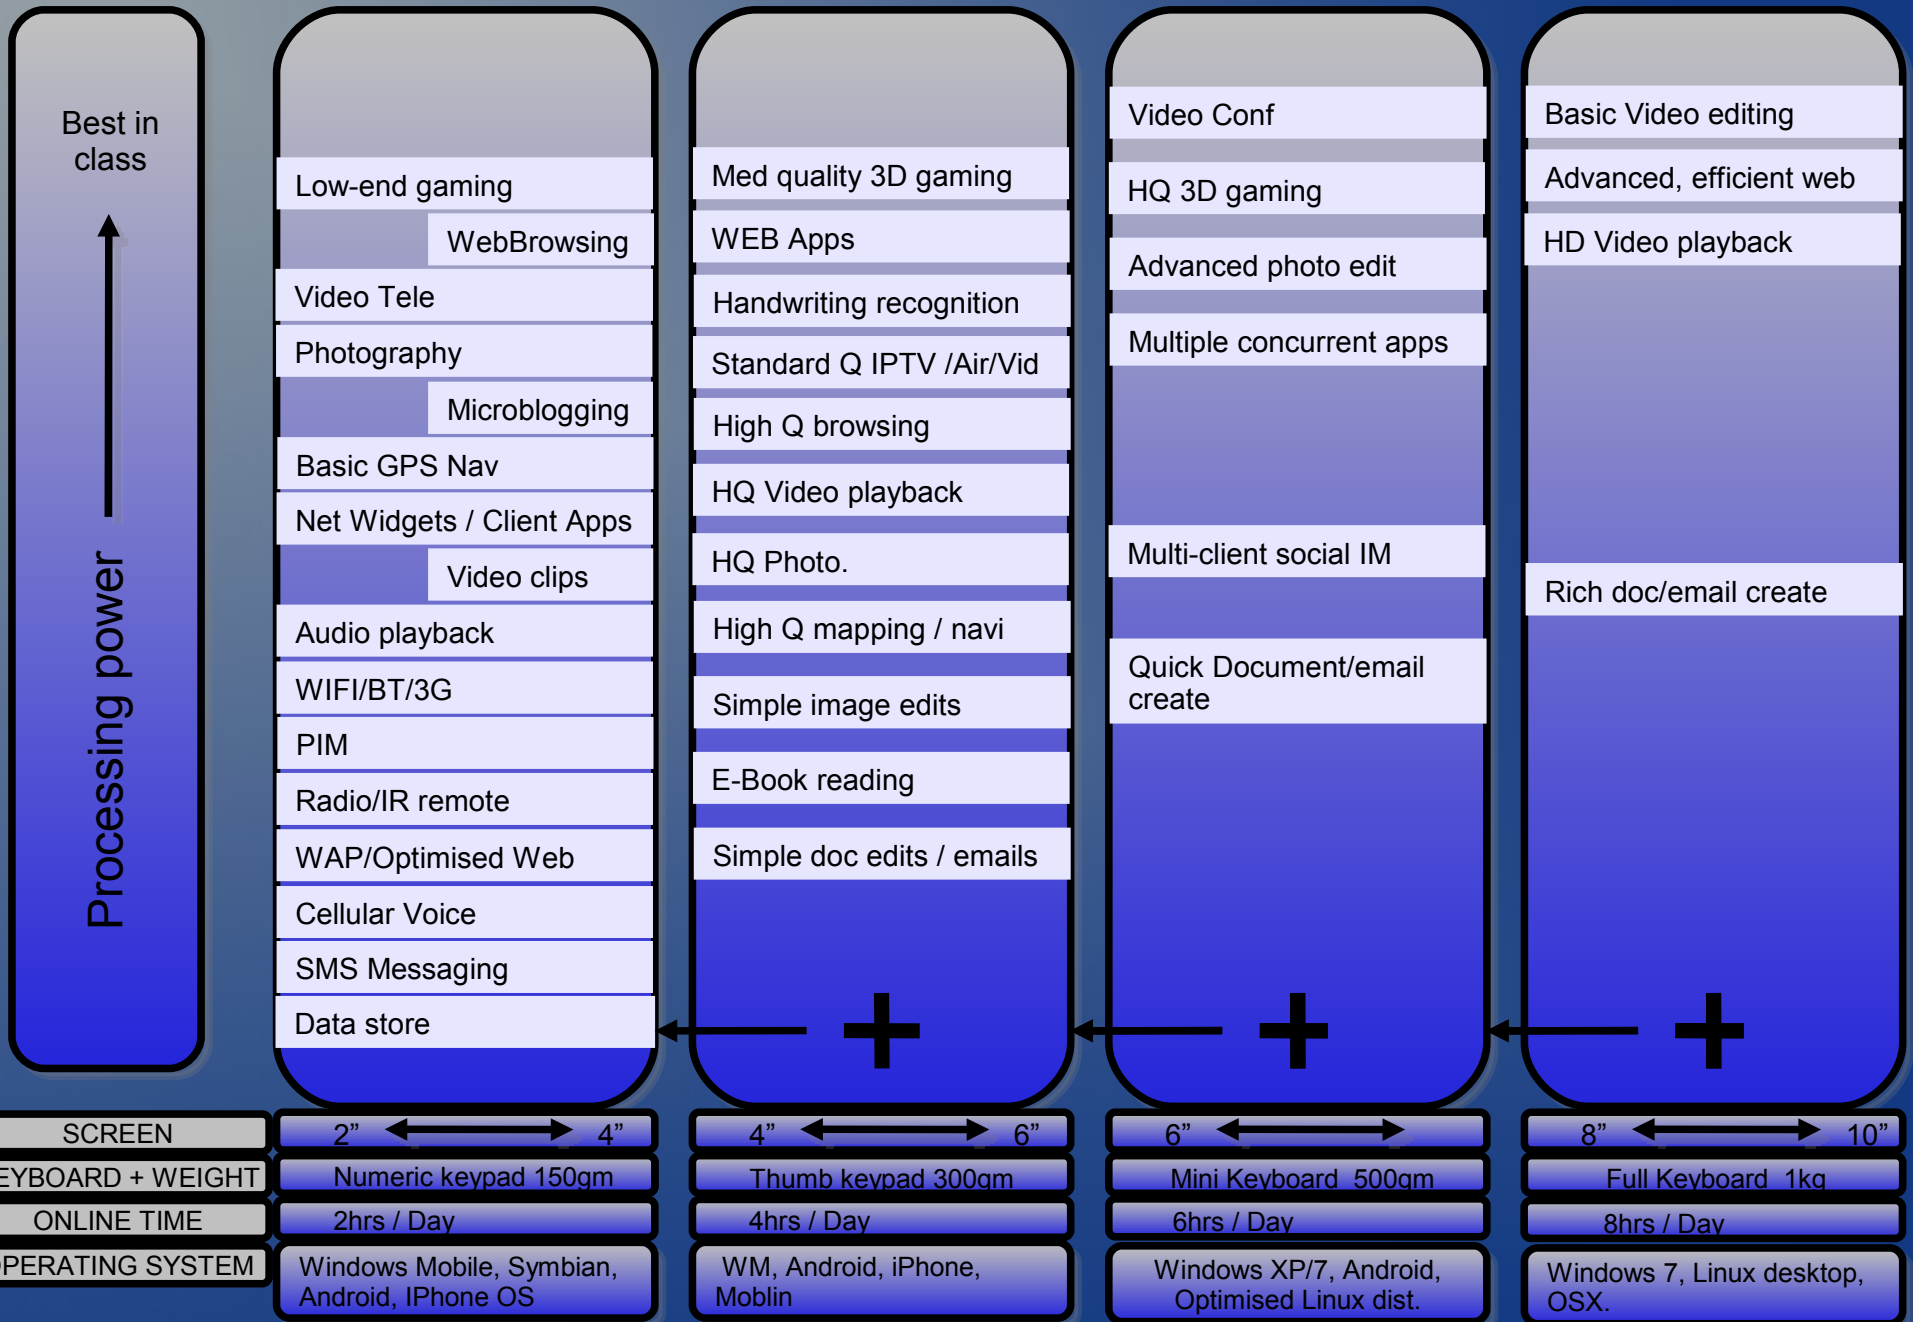 Best in
class
Processing power
Low-end gaming
WebBrowsing
Video Tele
Photography
Microblogging
Basic GPS Nav
Net Widgets / Client Apps
Video clips
Audio playback
WIFI/BT/3G
PIM
Radio/IR remote
WAP/Optimised Web
Cellular Voice
SMS Messaging
Data store
Med quality 3D gaming
WEB Apps
Handwriting recognition
Standard Q IPTV /Air/Vid
High Q browsing
HQ Video playback
HQ Photo.
High Q mapping / navi
Simple image edits
E-Book reading
Simple doc edits / emails
+
Video Conf
HQ 3D gaming
Advanced photo edit
Multiple concurrent apps
Multi-client social IM
Quick Document/email
create
+
Basic Video editing
Advanced, efficient web
HD Video playback
Rich doc/email create
+
SCREEN
2” 4”
4” 6”
6”
8” 10”
EYBOARD + WEIGHT
Numeric keypad 150gm
Thumb keypad 300gm
Mini Keyboard 500gm
Full Keyboard 1kg
ONLINE TIME
2hrs / Day
4hrs / Day
6hrs / Day
8hrs / Day
OPERATING SYSTEM
Windows Mobile, Symbian,
Android, IPhone OS
WM, Android, iPhone,
Moblin
Windows XP/7, Android,
Optimised Linux dist.
Windows 7, Linux desktop,
OSX.